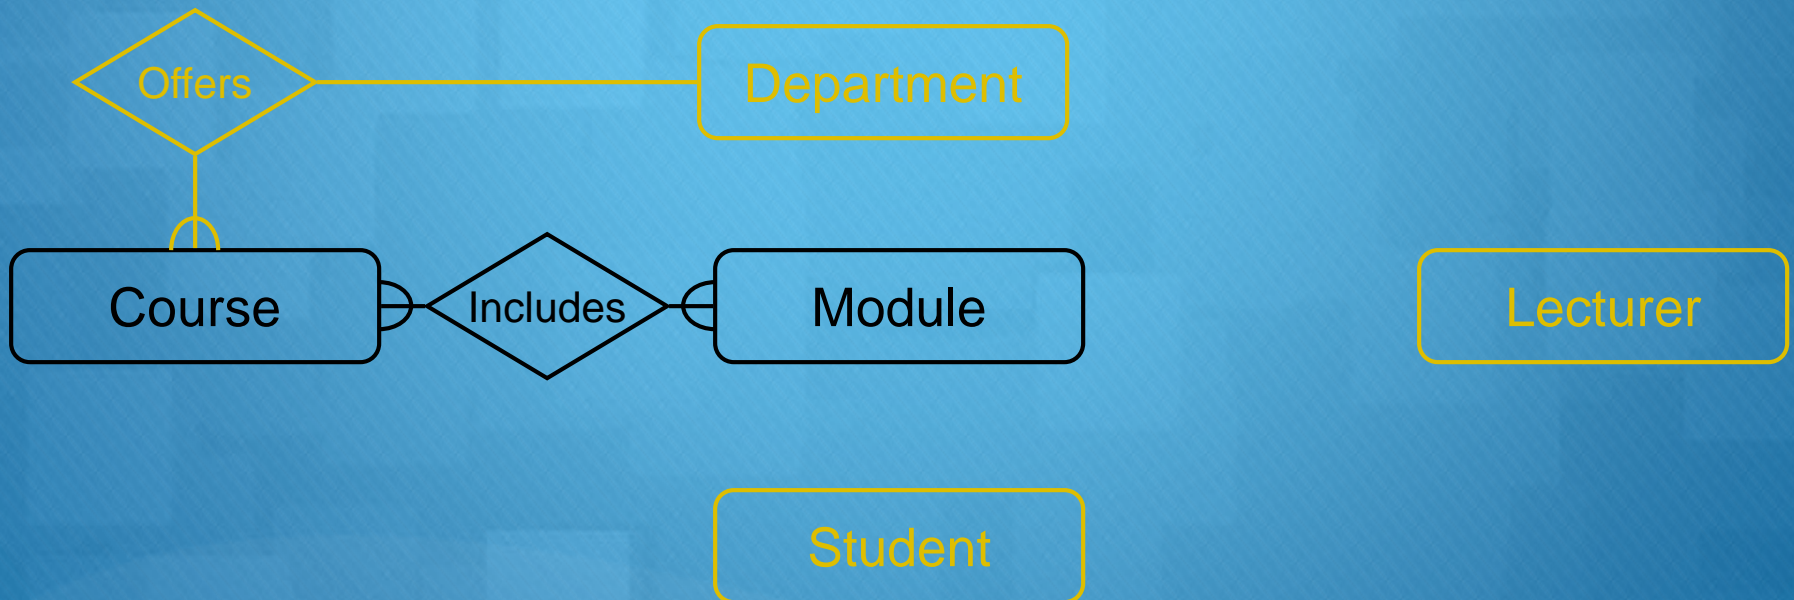 Offers
Department
Course
Includes
Module
Lecturer
Student